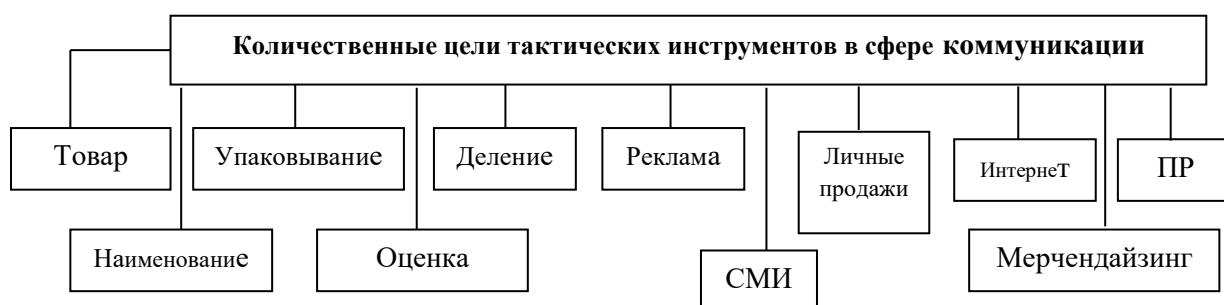 Количественные цели тактических инструментов в сфере коммуникации
Товар
Упаковывание
Деление
Реклама
Личные
продажи
Интернет
ПР
Наименование
Оценка
СМИ
Мерчендайзинг